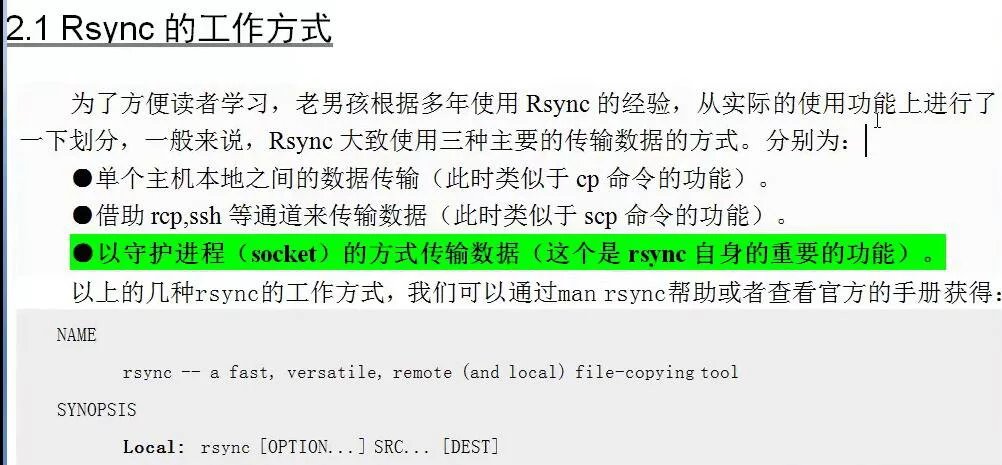 2.1 Rsync 的工作方式
为了方便读者学习，老男孩根据多年使用 Rsync 的经验，从实际的使用功能上进行了
一下划分，一般来说，Rsync 大致使用三种主要的传输数据的方式。分别为：
●单个主机本地之间的数据传输（此时类似于 cp 命令的功能）。
●借助 rcp,ssh 等通道来传输数据（此时类似于 scp 命令的功能）。
●以守护进程（socket）的方式传输数据（这个是 rsync 自身的重要的功能）。
以上的几种rsync的工作方式，我们可以通过man rsync帮助或者查看官方的手册获得：
NAME
rsync -- a fast, versatile, remote (and local) file-copying tool
SYNOPSIS
Local: rsync [OPTION...] SRC... [DEST]